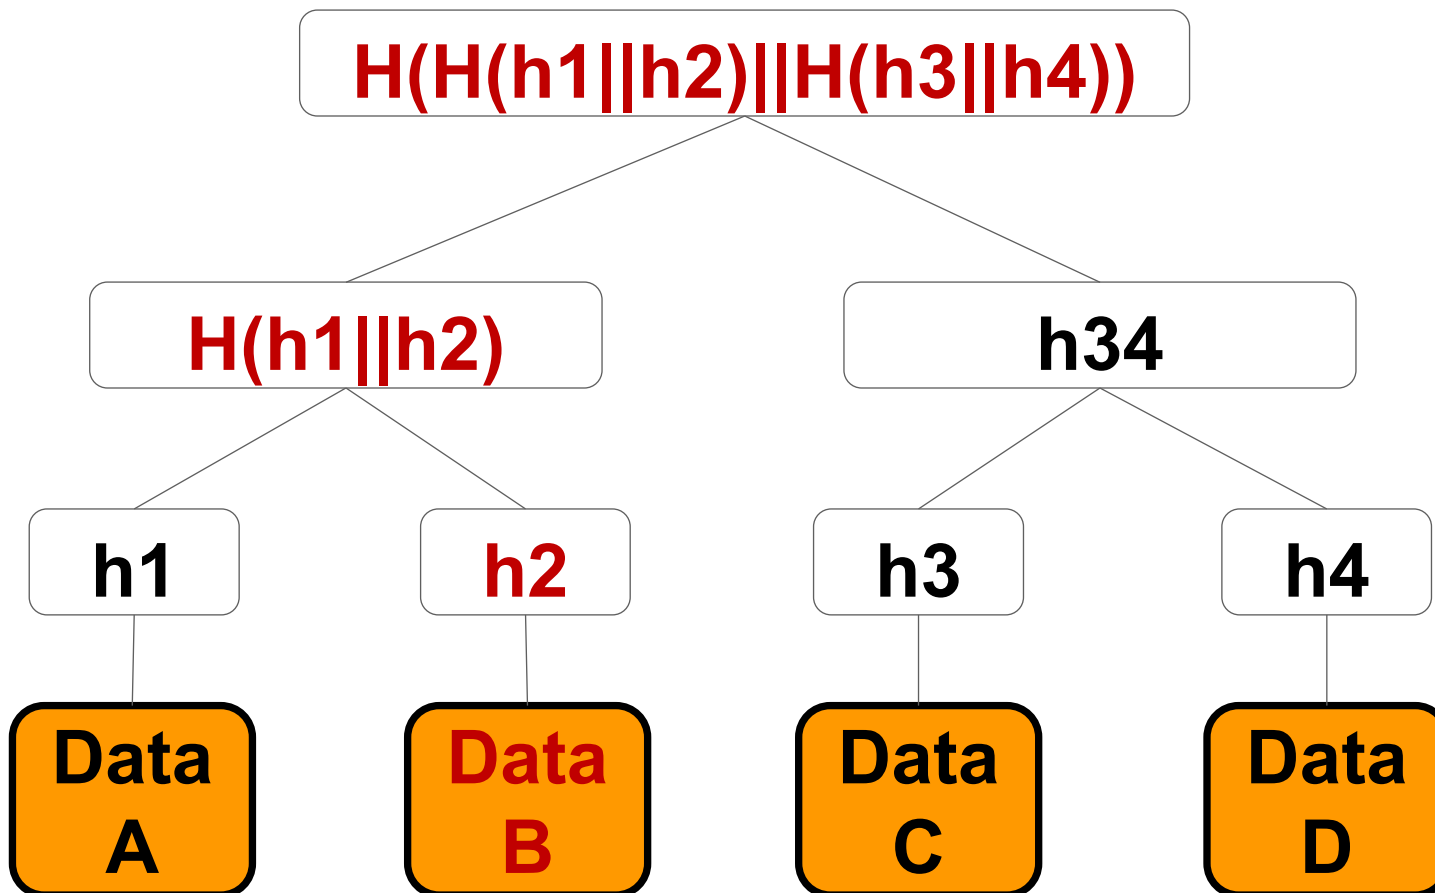 H(H(h1||h2)||H(h3||h4))
H(h1||h2)
h34
h1
h2
h3
h4
Data
A
Data
B
Data
C
Data
D